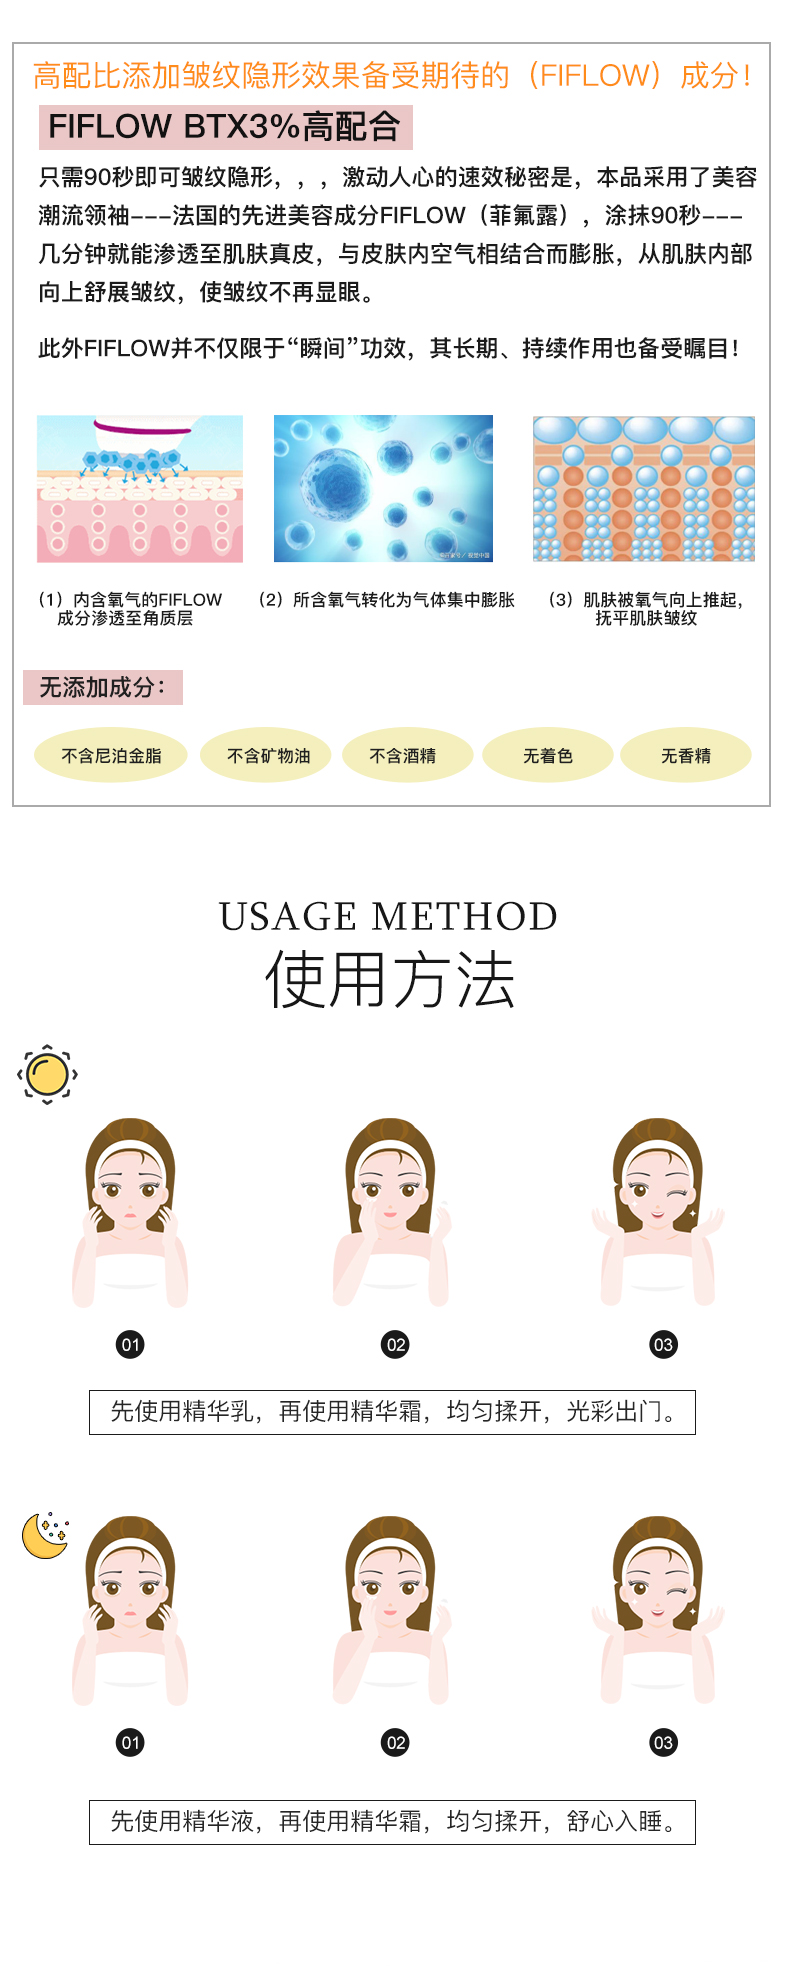 高配比添加皱纹隐形效果备受期待的（FIFLOW）成分！
FIFLOW BTX3%高配合
只需90秒即可皱纹隐形，，，激动人心的速效秘密是，本品采用了美容
潮流领袖---法国的先进美容成分FIFLOW（菲氟露），涂抹90秒---
几分钟就能渗透至肌肤真皮，与皮肤内空气相结合而膨胀，从肌肤内部
向上舒展皱纹，使皱纹不再显眼。
此外FIFLOW并不仅限于“瞬间”功效，其长期、持续作用也备受瞩目！
（1）内含氧气的FIFLOW
成分渗透至角质层
（2）所含氧气转化为气体集中膨胀
（3）肌肤被氧气向上推起，
抚平肌肤皱纹
无添加成分：
不含尼泊金脂
不含矿物油
不含酒精
无着色
无香精
USAGE METHOD
使用方法
01
02
03
先使用精华乳，再使用精华霜，均匀揉开，光彩出门。
01
02
03
先使用精华液，再使用精华霜，均匀揉开，舒心入睡。